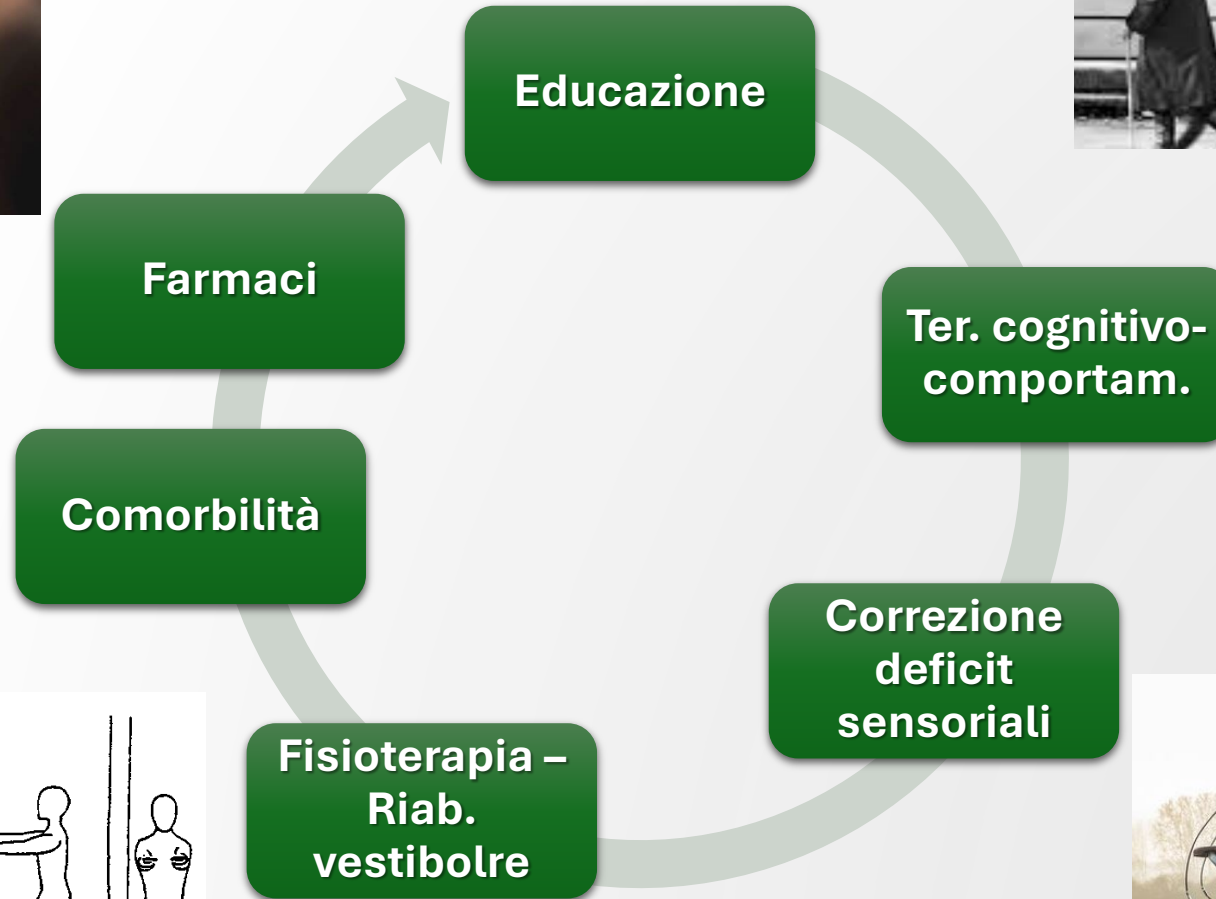 Educazione
Ter. cognitivo-
comportam.
Correzione
deficit
sensoriali
Fisioterapia –
Riab.
vestibolre
Comorbilità
Farmaci